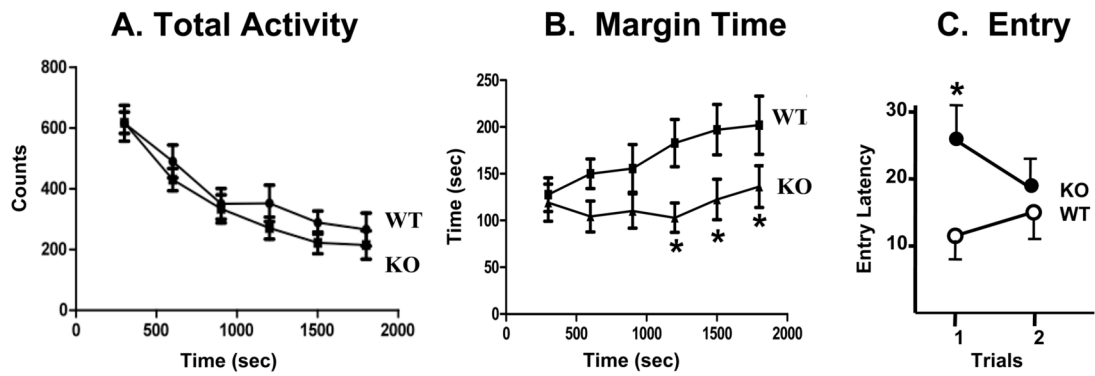 A. Total Activity
800
600
400
200
0
Counts
0
500
1000
1500
2000
Time (sec)
WT
KO
B. Margin Time
250
200
150
100
50
0
Time (sec)
0
500
1000
1500
2000
Time (sec)
WT
KO
*
*
*
C. Entry
30
20
10
Entry Latency
*
KO
WT
1
2
Trials